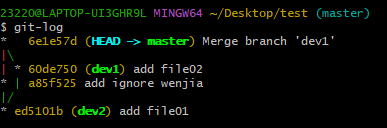 23220@LAPTOP-UI3GHR9L MINGW64 ~/Desktop/test (master)
$ git-log
*   6e1e57d (HEAD -> master) Merge branch 'dev1'
|\
| * 60de750 (dev1) add file02
* | a85f525 add ignore wenjia
|/
* ed5101b (dev2) add file01